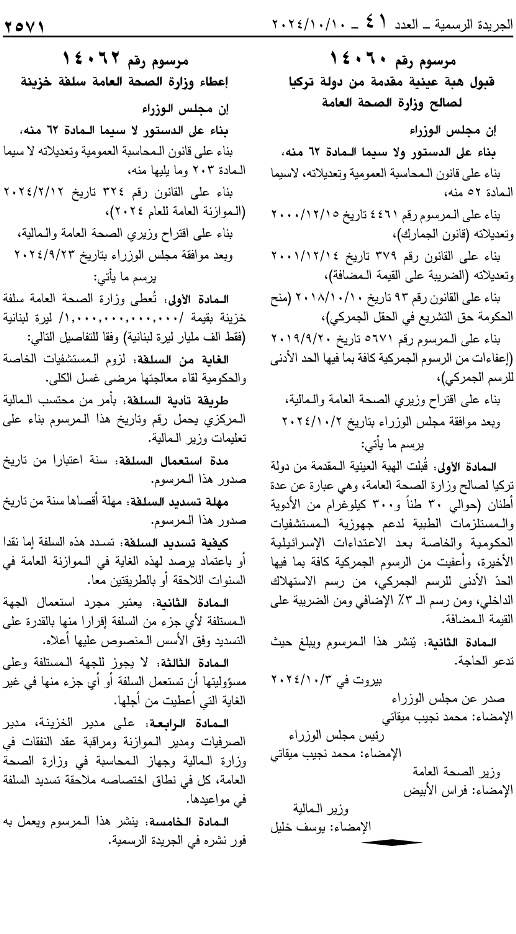 الجريدة الرسمية ــ العدد ٤١ ــ ٢٠٢٤/١٠/١٠
٢٥٧١
مرسوم رقم ١٤٠٦٠
قبول هبة عينية مقدمة من دولة تركيا
لصالح وزارة الصحة العامة
إن مجلس الوزراء
بناء على الدستور ولا سيما المادة ٦٢ منه،
بناء على قانون المحاسبة العمومية وتعديلاته، لاسيما
المادة ٥٢ منه،
بناء على المرسوم رقم ٤٤٦١ تاريخ ٢٠٠٠/١٢/١٥
وتعديلاته (قانون الجمارك)،
بناء على القانون رقم ٣٧٩ تاريخ ٢٠٠١/١٢/١٤
وتعديلاته (الضريبة على القيمة المضافة)،
بناء على القانون رقم ٩٣ تاريخ ٢٠١٨/١٠/١٠ (منح
الحكومة حق التشريع في الحقل الجمركي)،
بناء على المرسوم رقم ٥٦٧١ تاريخ ٢٠١٩/٩/٢٠
(إعفاءات من الرسوم الجمركية كافة بما فيها الحد الأدنى
للرسم الجمركي)،
بناء على اقتراح وزيري الصحة العامة والمالية،
وبعد موافقة مجلس الوزراء بتاريخ ٢٠٢٤/١٠/٢
يرسم ما يأتي:
المادة الأولى: قُبلت الهبة العينية المقدمة من دولة
تركيا لصالح وزارة الصحة العامة، وهي عبارة عن عدة
أطنان (حوالي ٣٠ طناً و٣٠٠ كيلوغرام من الأدوية
والمستلزمات الطبية لدعم جهوزية المستشفيات
الحكومية والخاصة بعد الاعتداءات الإسرائيلية
الأخيرة، وأعفيت من الرسوم الجمركية كافة بما فيها
الحدّ الأدنى للرسم الجمركي، من رسم الاستهلاك
الداخلي، ومن رسم الـ ٣٪ الإضافي ومن الضريبة على
القيمة المضافة.
المادة الثانية: يُنشر هذا المرسوم ويبلغ حيث
تدعو الحاجة.
بيروت في ٢٠٢٤/١٠/٣
صدر عن مجلس الوزراء
الإمضاء: محمد نجيب ميقاتي
رئيس مجلس الوزراء
الإمضاء: محمد نجيب ميقاتي
وزير الصحة العامة
الإمضاء: فراس الأبيض
وزير المالية
الإمضاء: يوسف خليل
مرسوم رقم ١٤٠٦٢
إعطاء وزارة الصحة العامة سلفة خزينة
إن مجلس الوزراء
بناء على الدستور لا سيما المادة ٦٢ منه،
بناء على قانون المحاسبة العمومية وتعديلاته لا سيما
المادة ٢٠٣ وما يليها منه،
بناء على القانون رقم ٣٢٤ تاريخ ٢٠٢٤/٢/١٢
(الموازنة العامة للعام ٢٠٢٤)،
بناء على اقتراح وزيري الصحة العامة والمالية،
وبعد موافقة مجلس الوزراء بتاريخ ٢٠٢٤/٩/٢٣
يرسم ما يأتي:
المادة الأولى: تُعطى وزارة الصحة العامة سلفة
خزينة بقيمة /١,٠٠٠,٠٠٠,٠٠٠,٠٠٠/ ليرة لبنانية
(فقط الف مليار ليرة لبنانية) وفقا للتفاصيل التالي:
الغاية من السلفة: لزوم المستشفيات الخاصة
والحكومية لقاء معالجتها مرضى غسل الكلى.
طريقة تادية السلفة: بأمر من محتسب المالية
المركزي يحمل رقم وتاريخ هذا المرسوم بناء على
تعليمات وزير المالية.
مدة استعمال السلفة: سنة اعتبارا من تاريخ
صدور هذا المرسوم.
مهلة تسديد السلفة: مهلة أقصاها سنة من تاريخ
صدور هذا المرسوم.
كيفية تسديد السلفة: تسدد هذه السلفة إما نقدا
أو باعتماد يرصد لهذه الغاية في الموازنة العامة في
السنوات اللاحقة أو بالطريقتين معا.
المادة الثانية: يعتبر مجرد استعمال الجهة
المستلفة لأي جزء من السلفة إقرارا منها بالقدرة على
التسديد وفق الأسس المنصوص عليها أعلاه.
المادة الثالثة: لا يجوز للجهة المستلفة وعلى
مسؤوليتها أن تستعمل السلفة أو أي جزء منها في غير
الغاية التي أعطيت من أجلها.
المادة الرابعة: على مدير الخزينة، مدير
الصرفيات ومدير الموازنة ومراقبة عقد النفقات في
وزارة المالية وجهاز المحاسبة في وزارة الصحة
العامة، كل في نطاق اختصاصه ملاحقة تسديد السلفة
في مواعيدها.
المادة الخامسة: ينشر هذا المرسوم ويعمل به
فور نشره في الجريدة الرسمية.